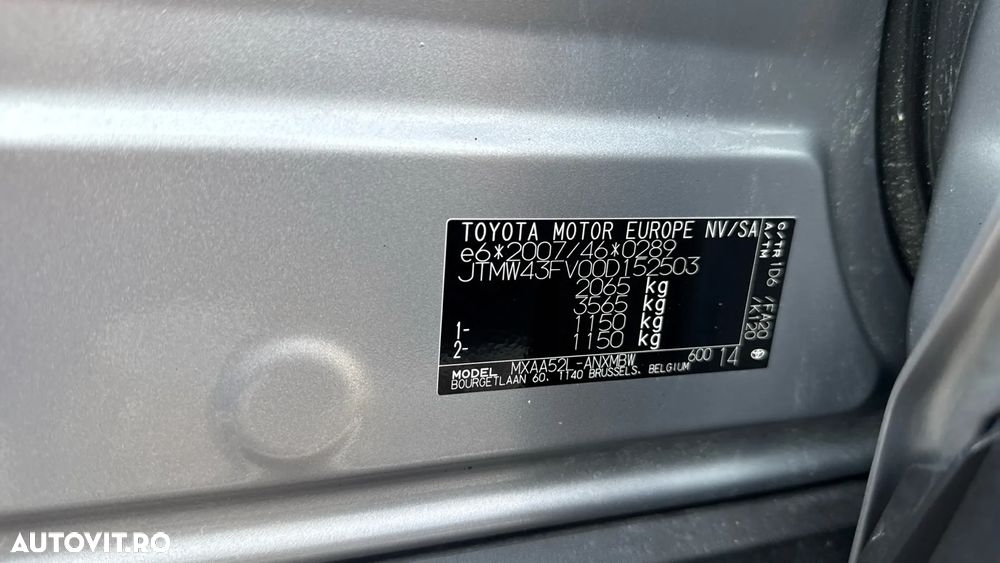 TOYOTA MOTOR EUROPE NV/SA
e6*2007/46*0289
JTMW43FV00D152503
2065 kg
3565 kg
1- 1150 kg
2- 1150 kg
MODEL MXAA52L-ANXMBW 600 14
BOURGETLAAN 60, 1140 BRUSSELS, BELGIUM
C/TR 1D6 /FA20
A/TM /K120
AUTOVIT.RO